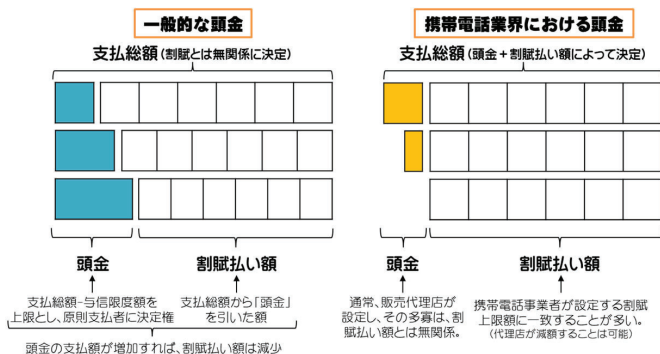 一般的な頭金
支払総額(割賦とは無関係に決定)
頭金
割賦払い額
支払総額-与信限度額を
上限とし、原則支払者に決定権
支払総額から「頭金」
を引いた額
頭金の支払額が増加すれば、割賦払い額は減少
携帯電話業界における頭金
支払総額(頭金+割賦払い額によって決定)
頭金
割賦払い額
通常、販売代理店が
設定し、その多寡は、割
賦払い額とは無関係。
携帯電話事業者が設定する割賦
上限額に一致することが多い。
(代理店が減額することは可能)